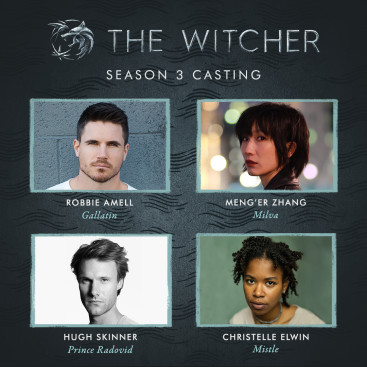 THE WITCHER
SEASON 3 CASTING
ROBBIE AMELL
Gallatin
MENG'ER ZHANG
Milva
HUGH SKINNER
Prince Radovid
CHRISTELLE ELWIN
Mistle